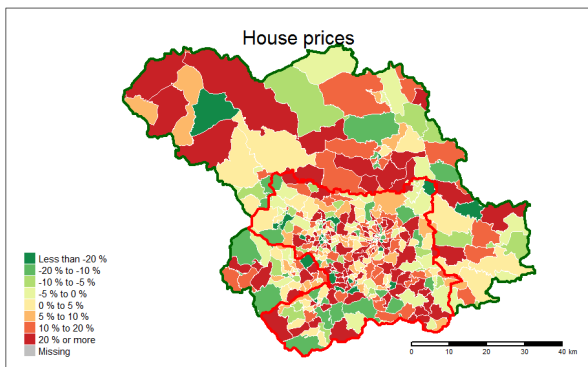 House prices
Less than -20 %
-20 % to -10 %
-10 % to -5 %
-5 % to 0 %
0 % to 5 %
5 % to 10 %
10 % to 20 %
20 % or more
Missing
0 10 20 30 40 km